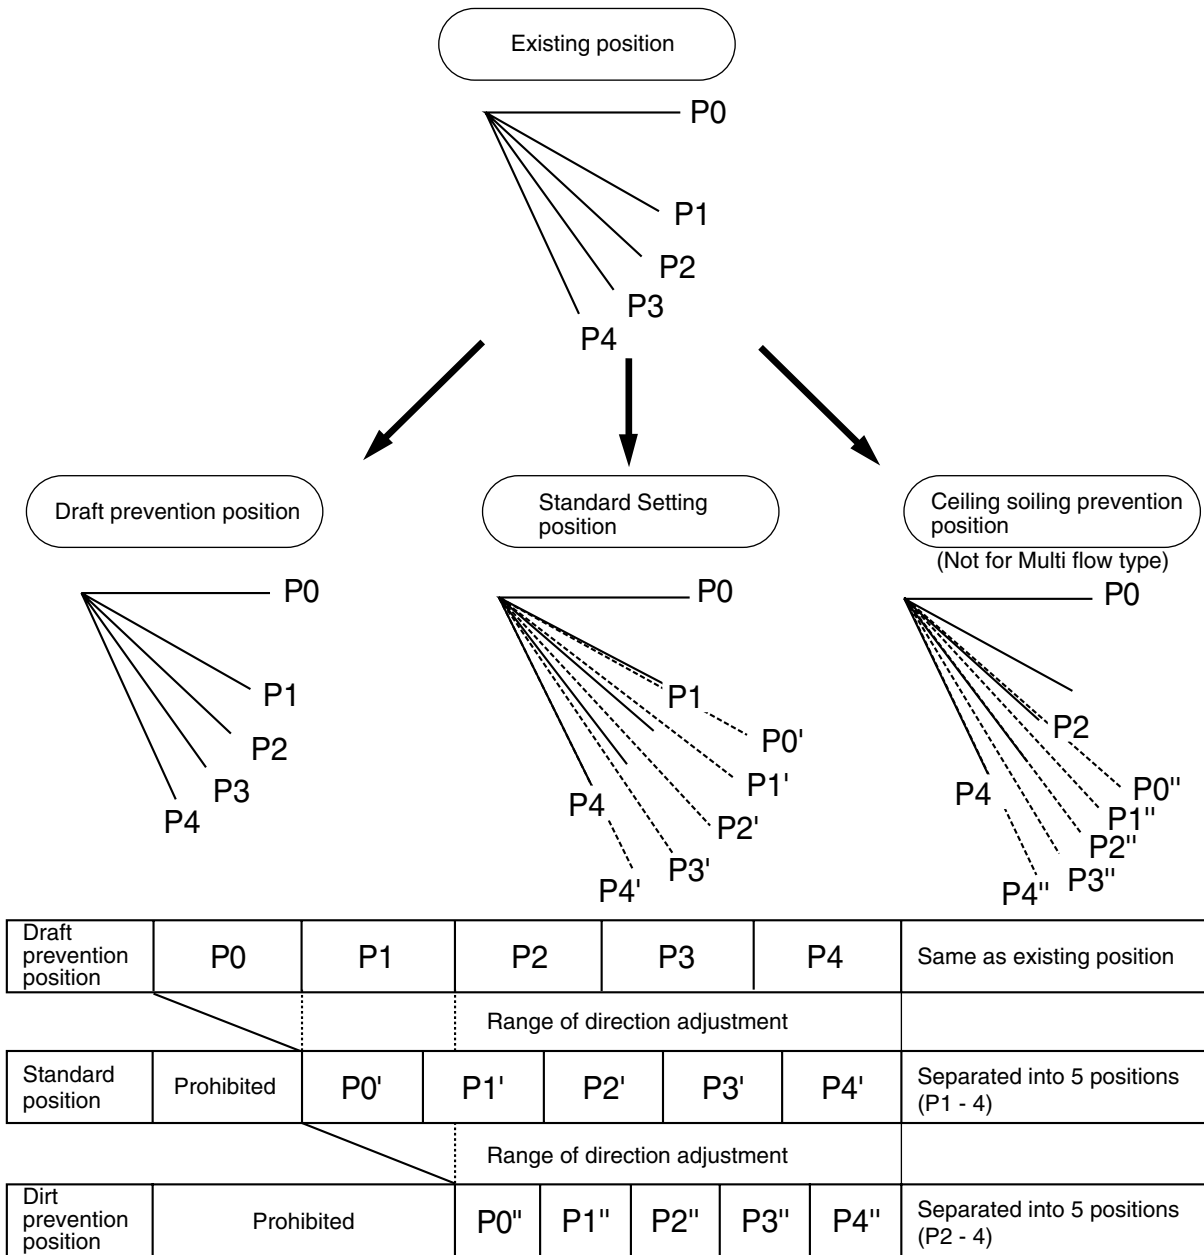 Existing position
P0
P1
P2
P3
P4
Draft prevention position
P0
P1
P2
P3
P4
Standard Setting
position
P0
P1
P0'
P1'
P4
P2'
P3'
P4'
Ceiling soiling prevention
position
(Not for Multi flow type)
P0
P2
P0"
P4
P1"
P2"
P3"
P4"
Draft
prevention
position
P0
P1
P2
P3
P4
Same as existing position
Range of direction adjustment
Standard
position
Prohibited
P0'
P1'
P2'
P3'
P4'
Separated into 5 positions
(P1 - 4)
Range of direction adjustment
Dirt
prevention
position
Prohibited
P0"
P1"
P2"
P3"
P4"
Separated into 5 positions
(P2 - 4)